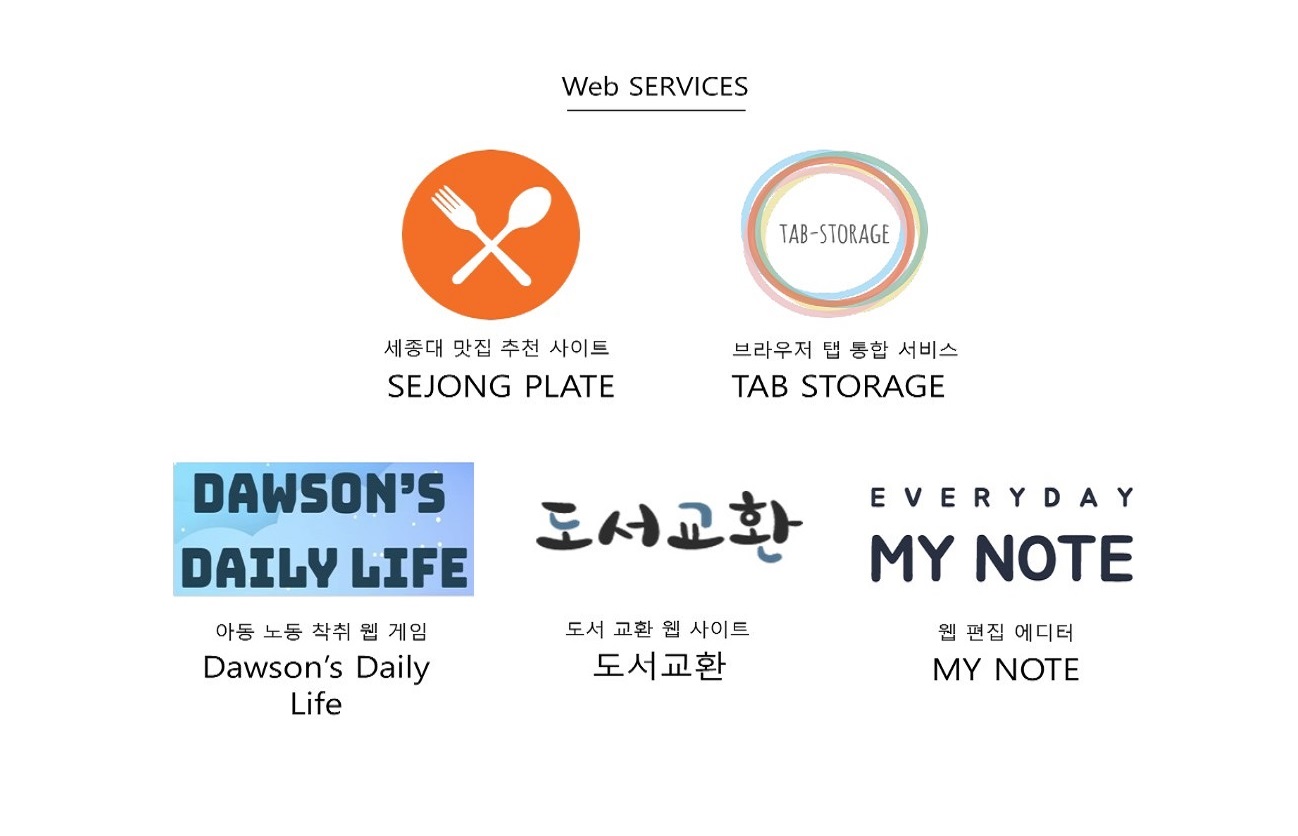 Web SERVICES
TAB-STORAGE
세종대 맛집 추천 사이트
SEJONG PLATE
브라우저 탭 통합 서비스
TAB STORAGE
DAWSON'S
DAILY LIFE
아동 노동 착취 웹 게임
Dawson's Daily
Life
도서교환
도서 교환 웹 사이트
도서교환
EVERYDAY
MY NOTE
웹 편집 에디터
MY NOTE